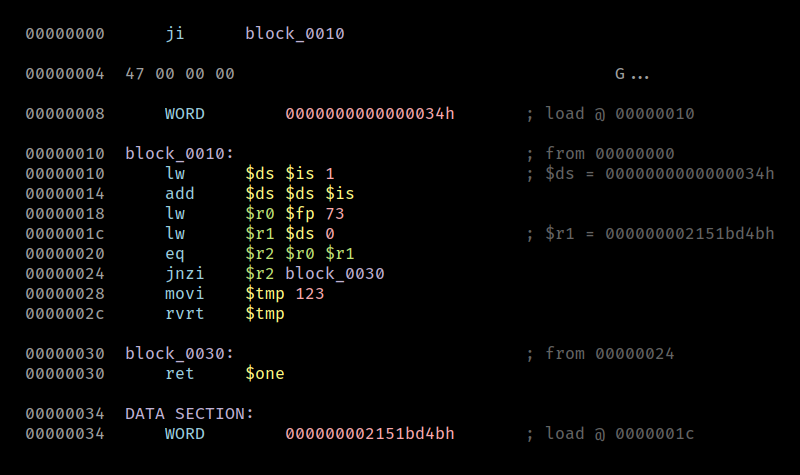 00000000 ji block_0010
00000004 47 00 00 00 G...
00000008 WORD 0000000000000034h ; load @ 00000010
00000010 block_0010: ; from 00000000
00000010 lw $ds $is 1 ; $ds = 0000000000000034h
00000014 add $ds $ds $is
00000018 lw $r0 $fp 73
0000001c lw $r1 $ds 0 ; $r1 = 000000002151bd4bh
00000020 eq $r2 $r0 $r1
00000024 jnzi $r2 block_0030
00000028 movi $tmp 123
0000002c rvrt $tmp
00000030 block_0030: ; from 00000024
00000030 ret $one
00000034 DATA SECTION:
00000034 WORD 000000002151bd4bh ; load @ 0000001c